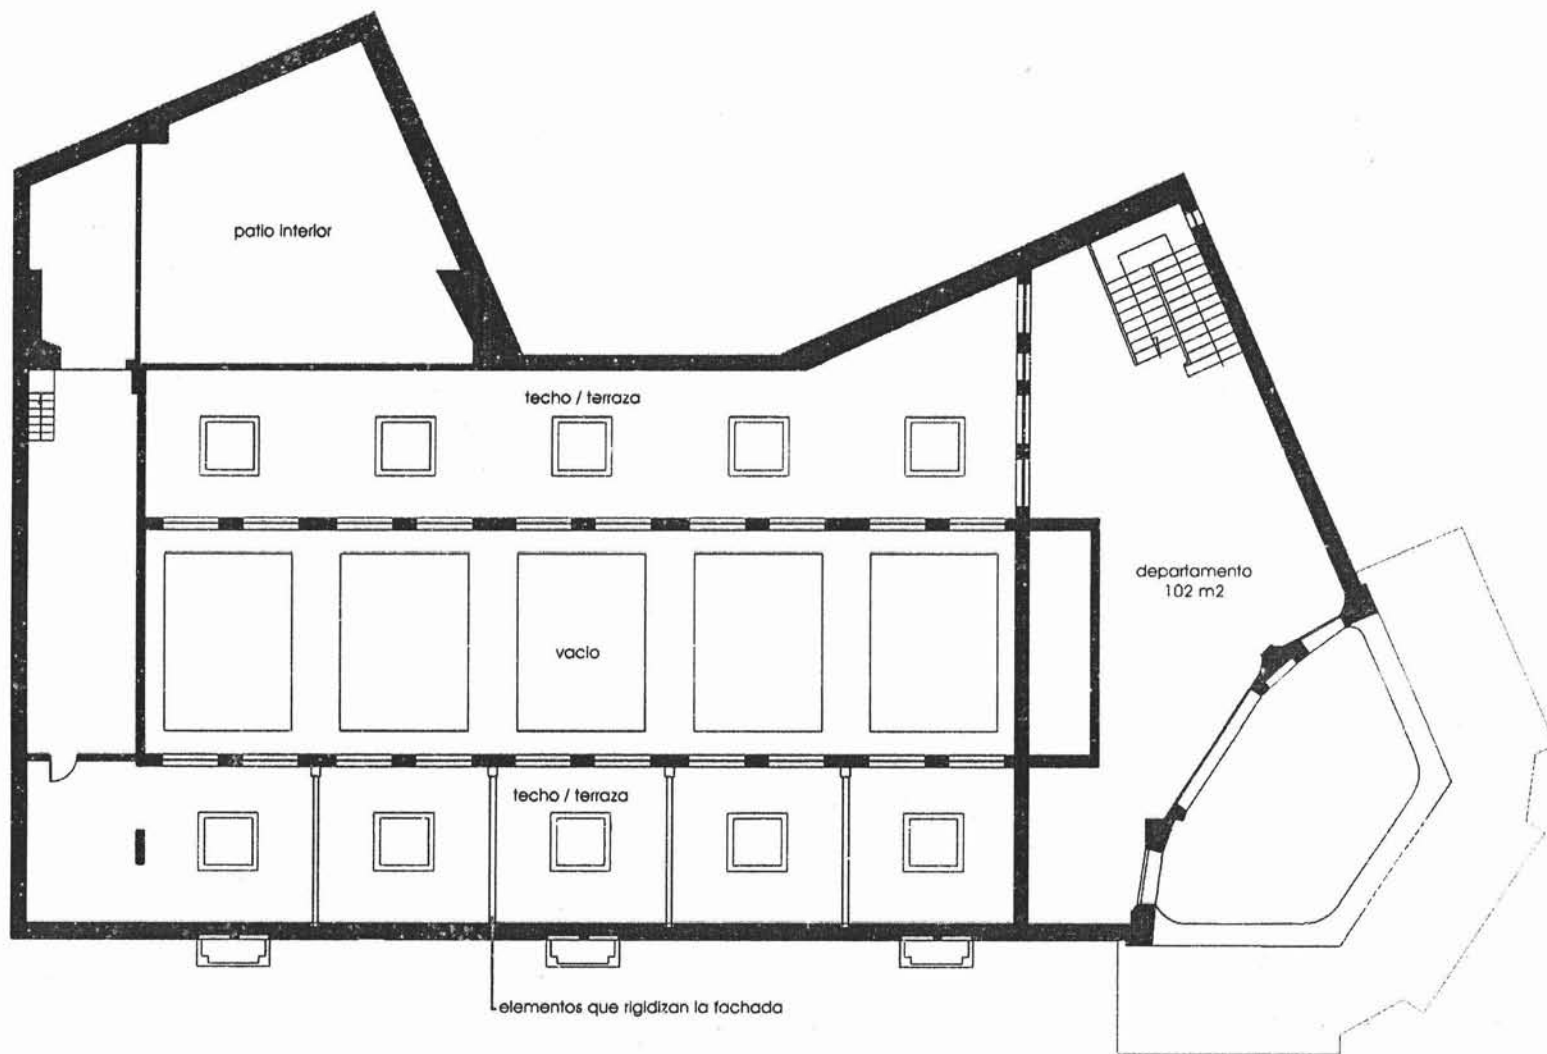 patio interior
techo / terraza
departamento
102 m2
vacio
techo / terraza
elementos que rigidizan la fachada